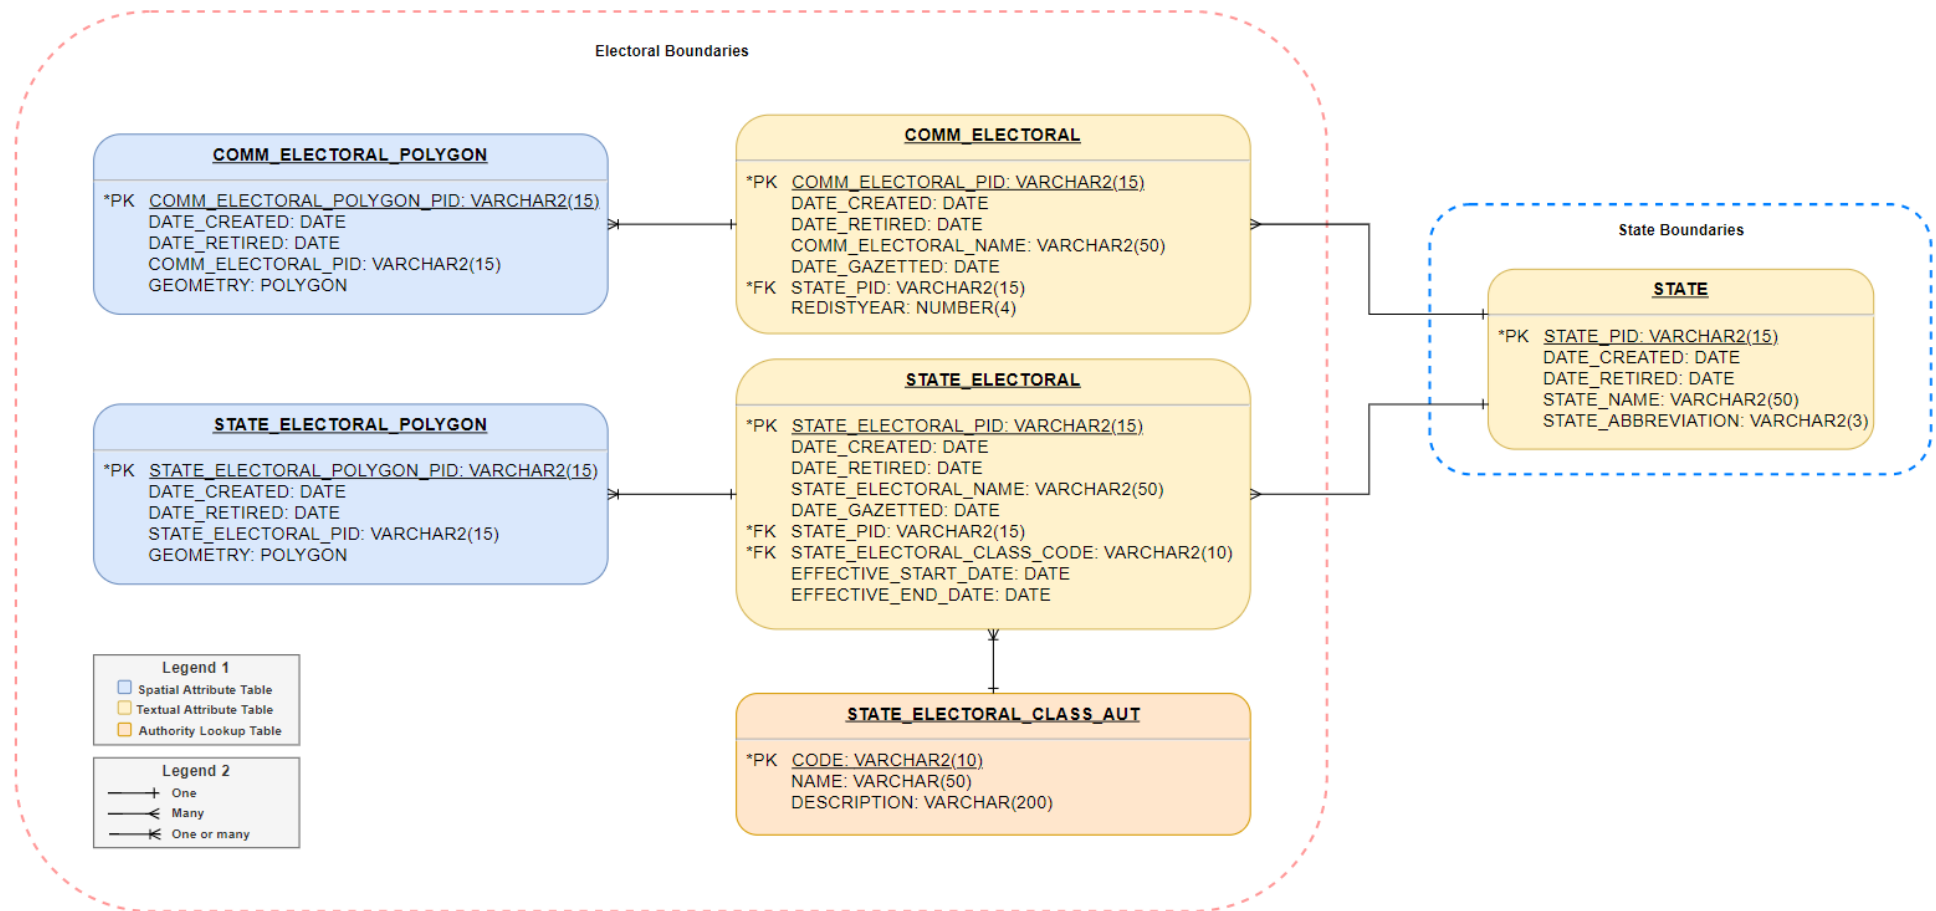 Electoral Boundaries
COMM_ELECTORAL_POLYGON
*PK COMM_ELECTORAL_POLYGON_PID: VARCHAR2(15)
DATE_CREATED: DATE
DATE_RETIRED: DATE
COMM_ELECTORAL_PID: VARCHAR2(15)
GEOMETRY: POLYGON
COMM_ELECTORAL
*PK COMM_ELECTORAL_PID: VARCHAR2(15)
DATE_CREATED: DATE
DATE_RETIRED: DATE
COMM_ELECTORAL_NAME: VARCHAR2(50)
DATE_GAZETTED: DATE
*FK STATE_PID: VARCHAR2(15)
REDISTYEAR: NUMBER(4)
State Boundaries
STATE
*PK STATE_PID: VARCHAR2(15)
DATE_CREATED: DATE
DATE_RETIRED: DATE
STATE_NAME: VARCHAR2(50)
STATE_ABBREVIATION: VARCHAR2(3)
STATE_ELECTORAL_POLYGON
*PK STATE_ELECTORAL_POLYGON_PID: VARCHAR2(15)
DATE_CREATED: DATE
DATE_RETIRED: DATE
STATE_ELECTORAL_PID: VARCHAR2(15)
GEOMETRY: POLYGON
STATE_ELECTORAL
*PK STATE_ELECTORAL_PID: VARCHAR2(15)
DATE_CREATED: DATE
DATE_RETIRED: DATE
STATE_ELECTORAL_NAME: VARCHAR2(50)
DATE_GAZETTED: DATE
*FK STATE_PID: VARCHAR2(15)
*FK STATE_ELECTORAL_CLASS_CODE: VARCHAR2(10)
EFFECTIVE_START_DATE: DATE
EFFECTIVE_END_DATE: DATE
Legend 1
Spatial Attribute Table
Textual Attribute Table
Authority Lookup Table
Legend 2
One
Many
One or many
STATE_ELECTORAL_CLASS_AUT
*PK CODE: VARCHAR2(10)
NAME: VARCHAR(50)
DESCRIPTION: VARCHAR(200)